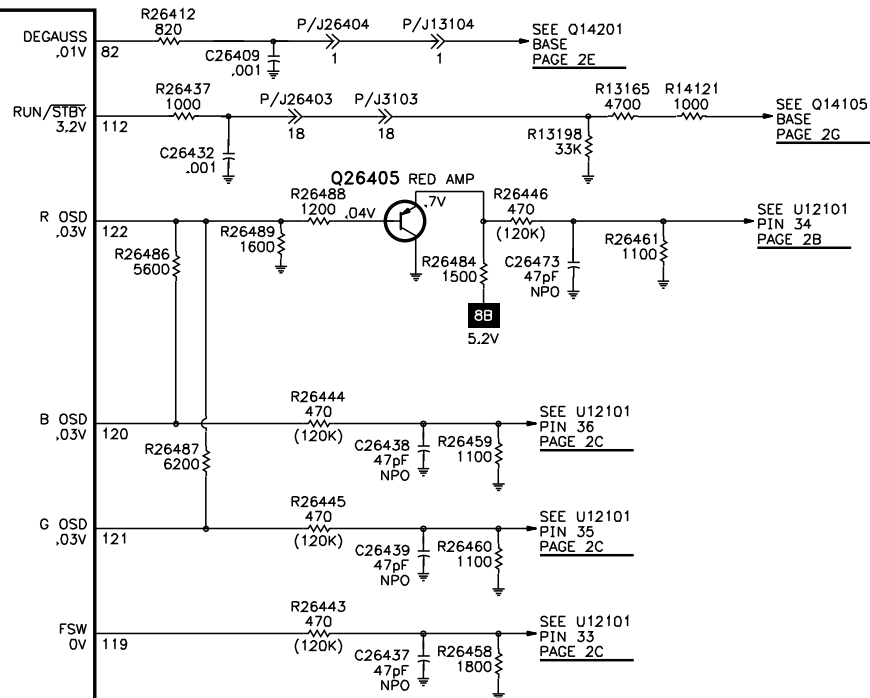 DEGAUSS
.01V
82
R26412
820
C26409
.001
P/J26404
1
P/J13104
1
SEE Q14201
BASE
PAGE 2E
RUN/STBY
3.2V
112
R26437
1000
C26432
.001
P/J26403
18
P/J3103
18
R13198
33K
R13165
4700
R14121
1000
SEE Q14105
BASE
PAGE 2G
R OSD
.03V
122
R26486
5600
R26489
1600
R26488
1200
.04V
Q26405 RED AMP
.7V
R26484
1500
8B
5.2V
R26446
470
(120K)
C26473
47pF
NPO
R26461
1100
SEE U12101
PIN 34
PAGE 2B
B OSD
.03V
120
R26487
6200
R26444
470
(120K)
C26438
47pF
NPO
R26459
1100
SEE U12101
PIN 36
PAGE 2C
G OSD
.03V
121
R26445
470
(120K)
C26439
47pF
NPO
R26460
1100
SEE U12101
PIN 35
PAGE 2C
FSW
0V
119
R26443
470
(120K)
C26437
47pF
NPO
R26458
1800
SEE U12101
PIN 33
PAGE 2C